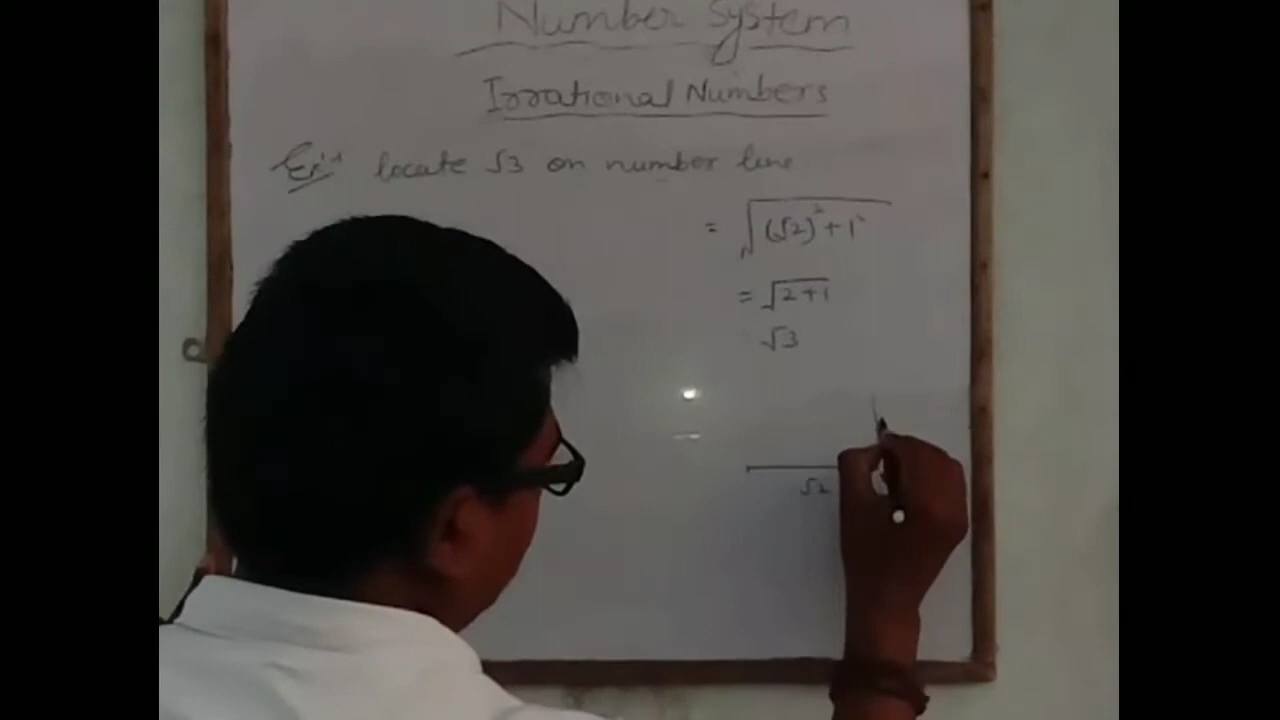 Number System
Irrational Numbers
Ex:- locate √3 on number line
= √((√2)² + 1²)
= √(2+1)
√3
√2